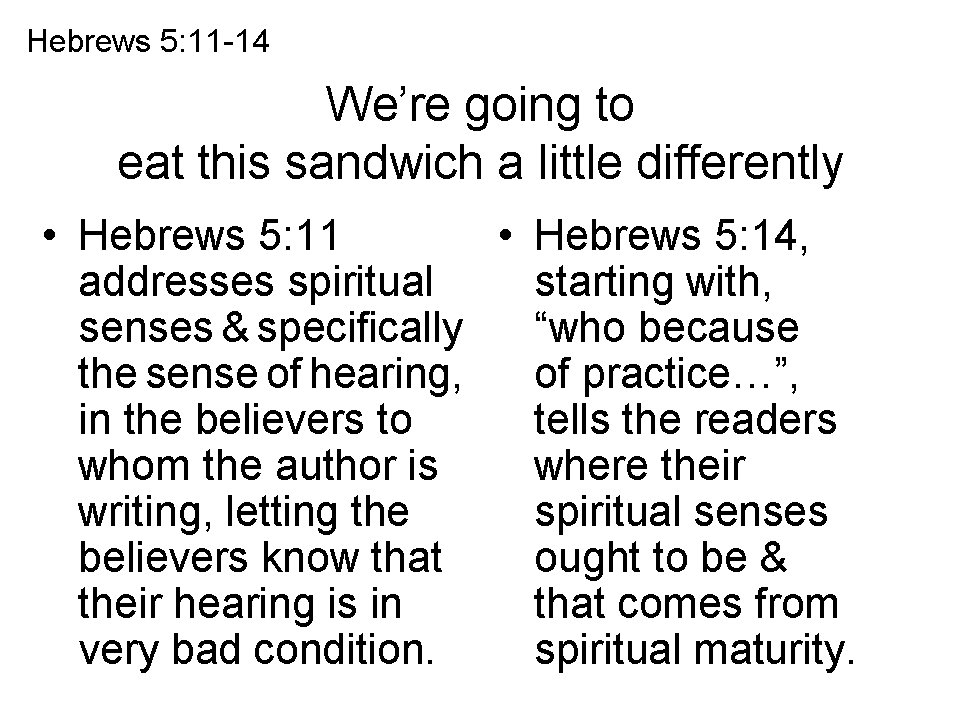 Hebrews 5:11-14
We’re going to
eat this sandwich a little differently
• Hebrews 5:11
addresses spiritual
senses & specifically
the sense of hearing,
in the believers to
whom the author is
writing, letting the
believers know that
their hearing is in
very bad condition.
• Hebrews 5:14,
starting with,
“who because
of practice…”,
tells the readers
where their
spiritual senses
ought to be &
that comes from
spiritual maturity.